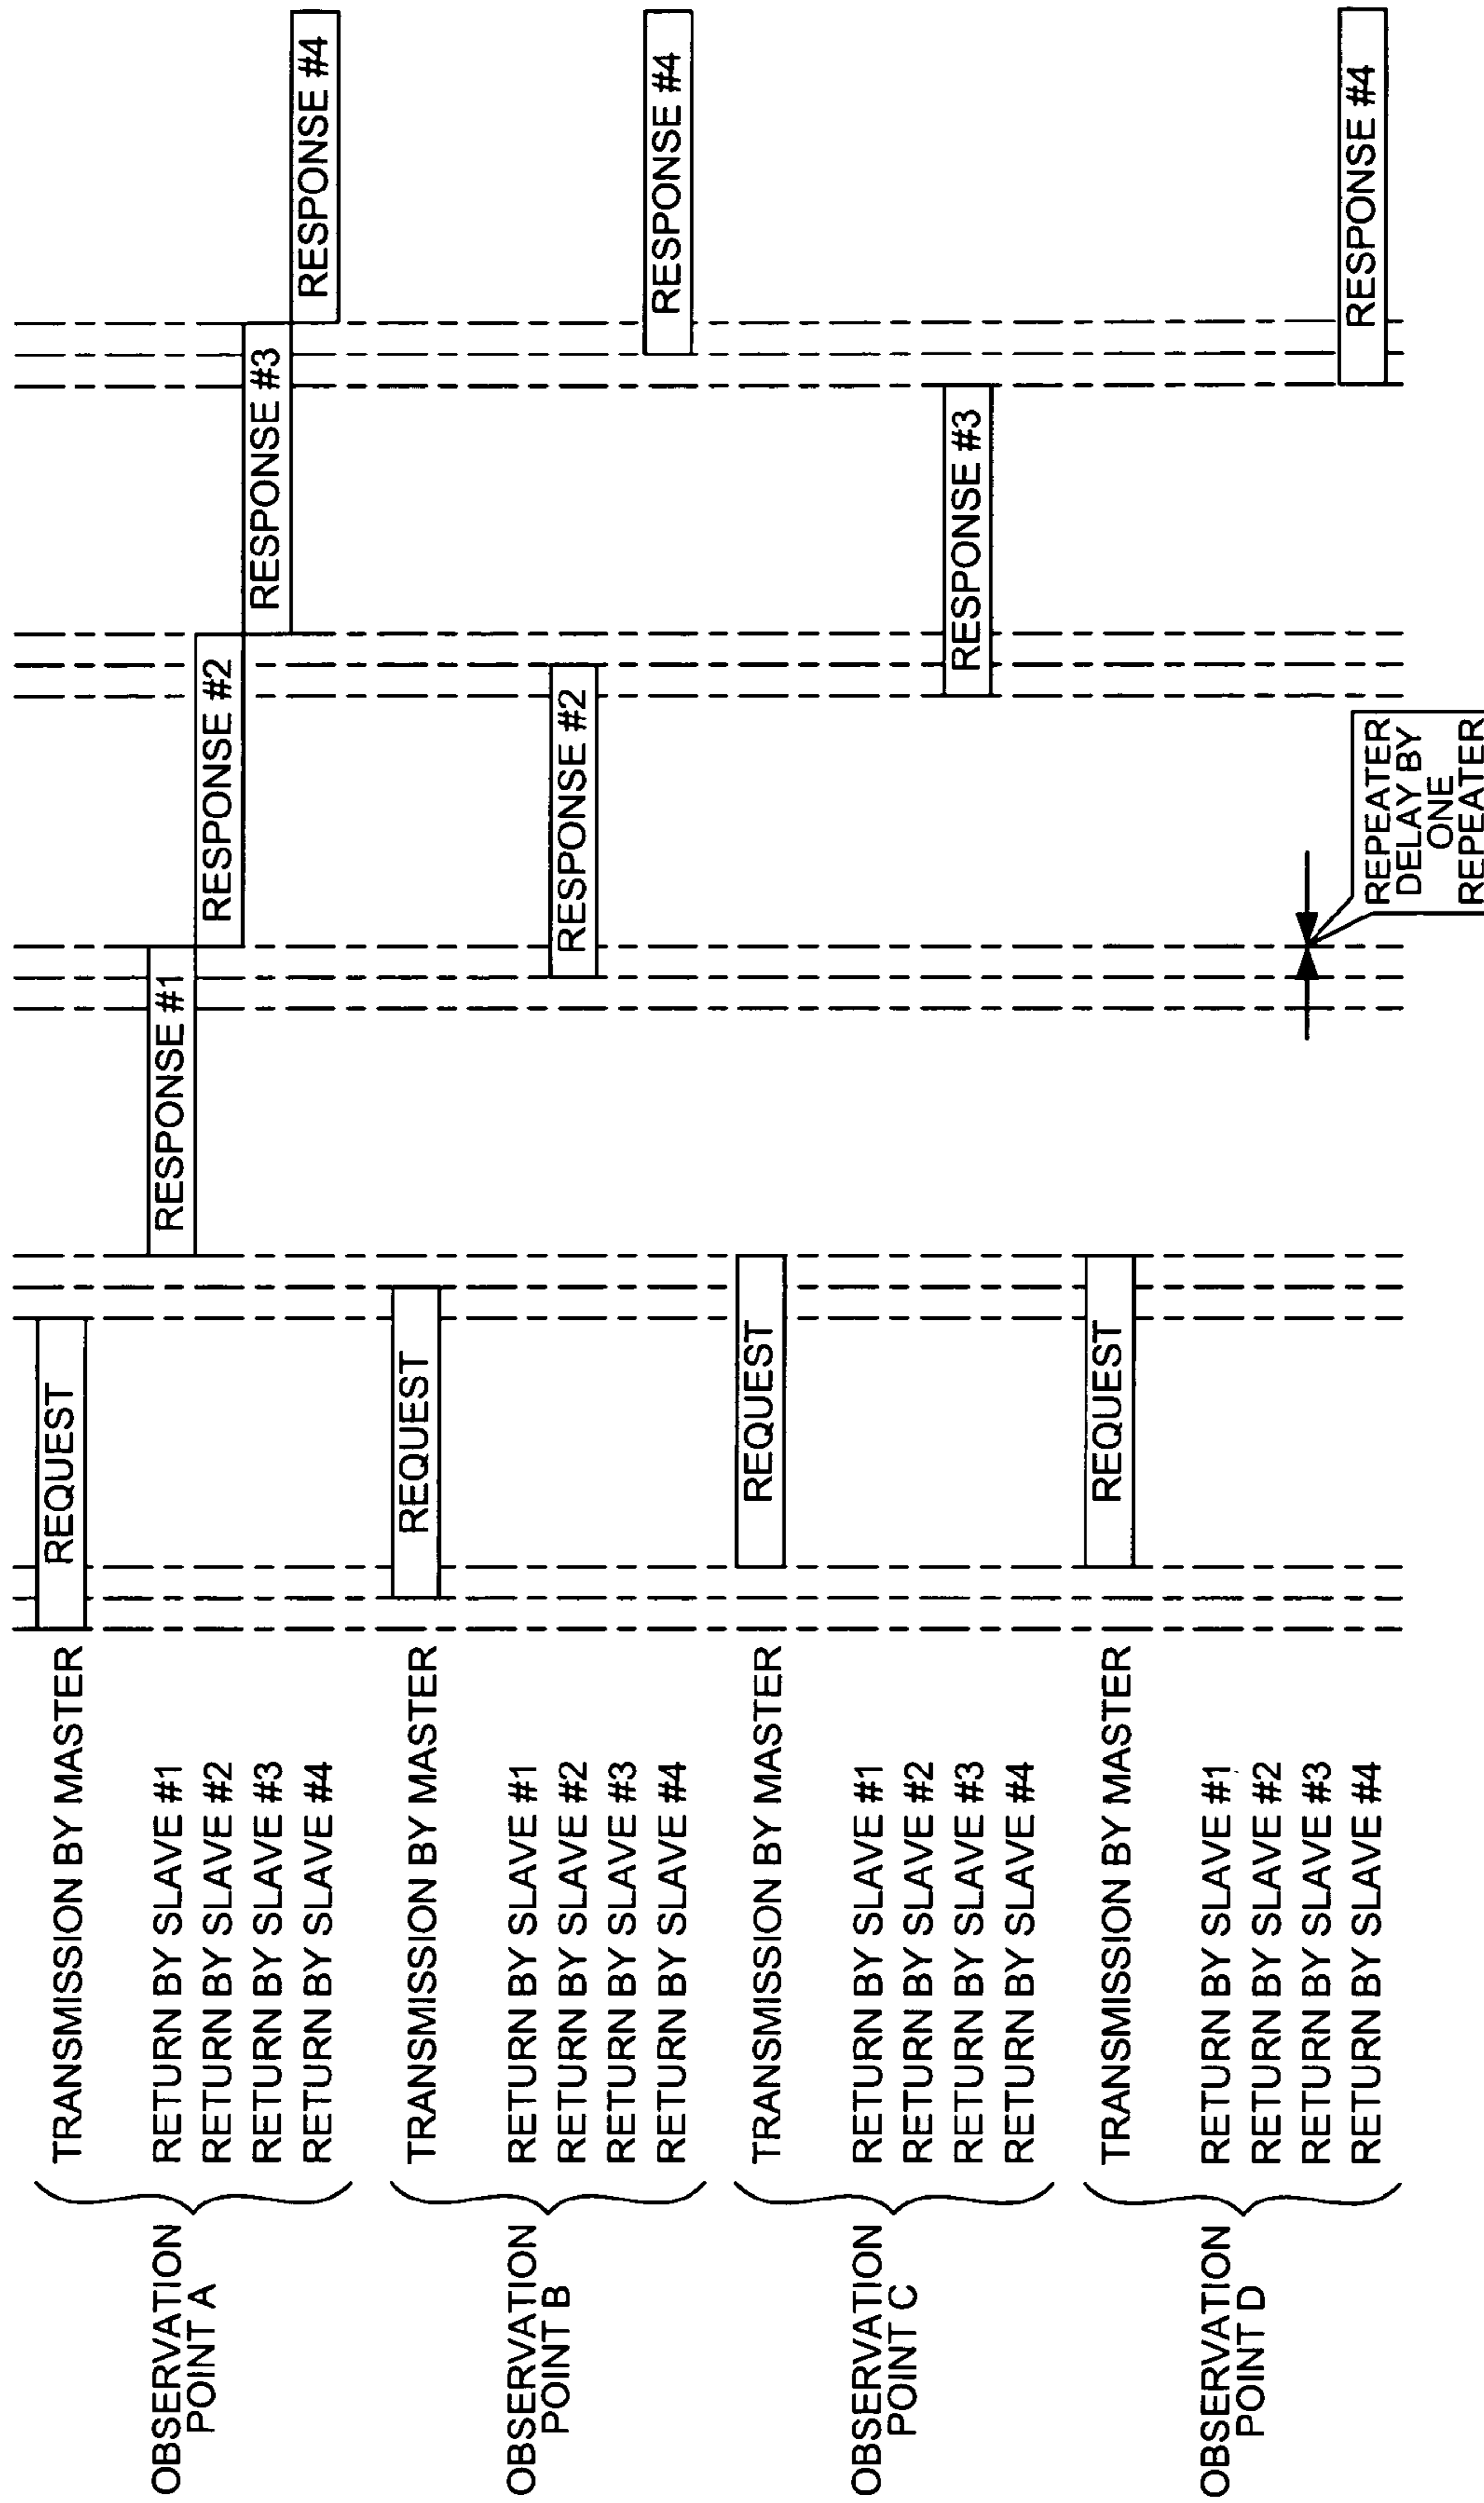 OBSERVATION
POINT A
TRANSMISSION BY MASTER
REQUEST
RETURN BY SLAVE #1
RESPONSE #1
RETURN BY SLAVE #2
RESPONSE #2
RETURN BY SLAVE #3
RESPONSE #3
RETURN BY SLAVE #4
RESPONSE #4
OBSERVATION
POINT B
TRANSMISSION BY MASTER
REQUEST
RETURN BY SLAVE #1
RETURN BY SLAVE #2
RESPONSE #2
RETURN BY SLAVE #3
RETURN BY SLAVE #4
RESPONSE #4
OBSERVATION
POINT C
TRANSMISSION BY MASTER
REQUEST
RETURN BY SLAVE #1
RETURN BY SLAVE #2
RETURN BY SLAVE #3
RESPONSE #3
RETURN BY SLAVE #4
OBSERVATION
POINT D
TRANSMISSION BY MASTER
REQUEST
RETURN BY SLAVE #1
RETURN BY SLAVE #2
RETURN BY SLAVE #3
RETURN BY SLAVE #4
RESPONSE #4
REPEATER
DELAY BY
ONE
REPEATER